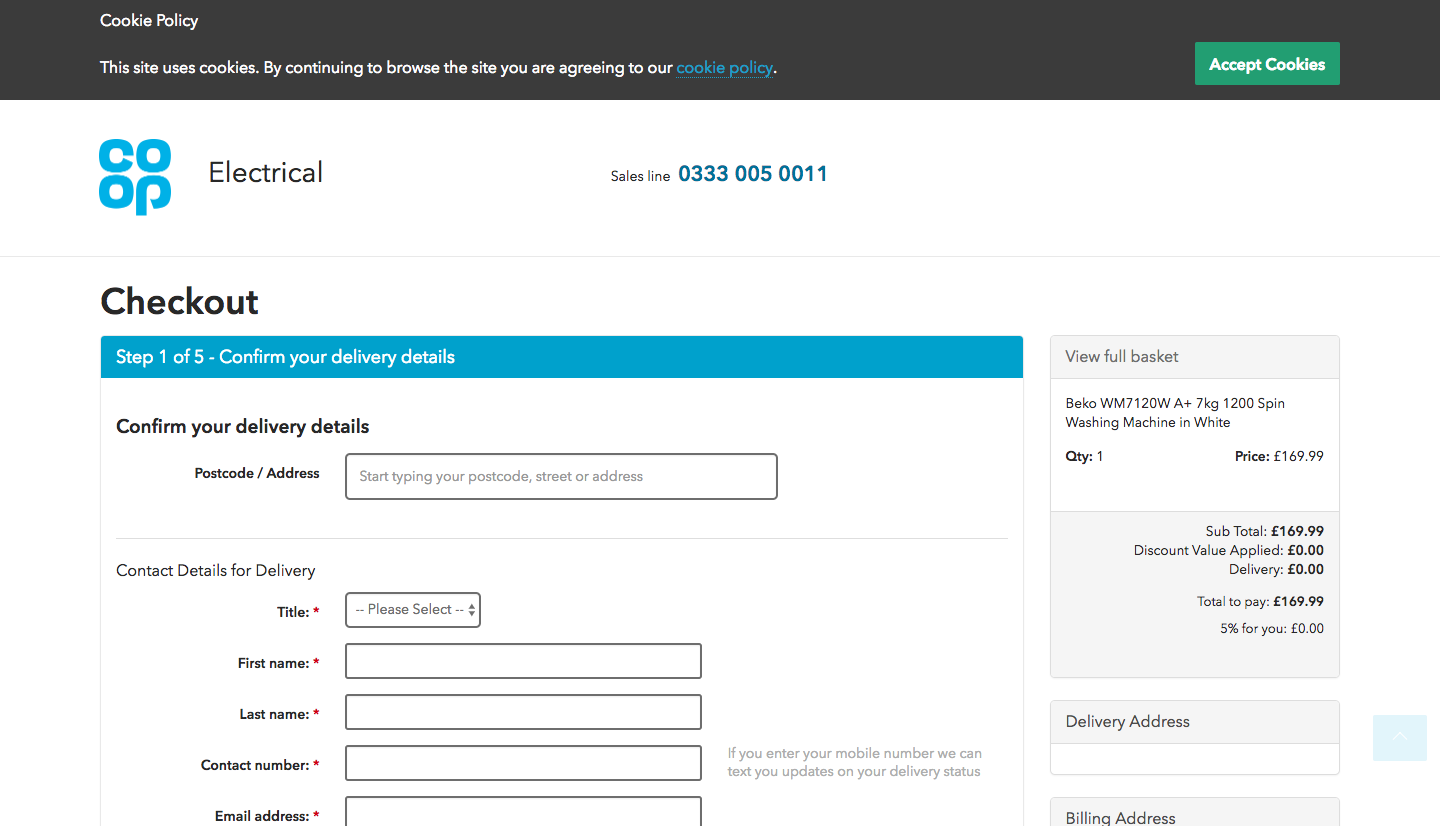 Cookie Policy
This site uses cookies. By continuing to browse the site you are agreeing to our cookie policy.
Accept Cookies
co
op
Electrical
Sales line 0333 005 0011
Checkout
Step 1 of 5 - Confirm your delivery details
Confirm your delivery details
Postcode / Address
Start typing your postcode, street or address
Contact Details for Delivery
Title: *
-- Please Select --
First name: *
Last name: *
Contact number: *
If you enter your mobile number we can
text you updates on your delivery status
Email address: *
View full basket
Beko WM7120W A+ 7kg 1200 Spin
Washing Machine in White
Qty: 1 Price: £169.99
Sub Total: £169.99
Discount Value Applied: £0.00
Delivery: £0.00
Total to pay: £169.99
5% for you: £0.00
Delivery Address
Billing Address